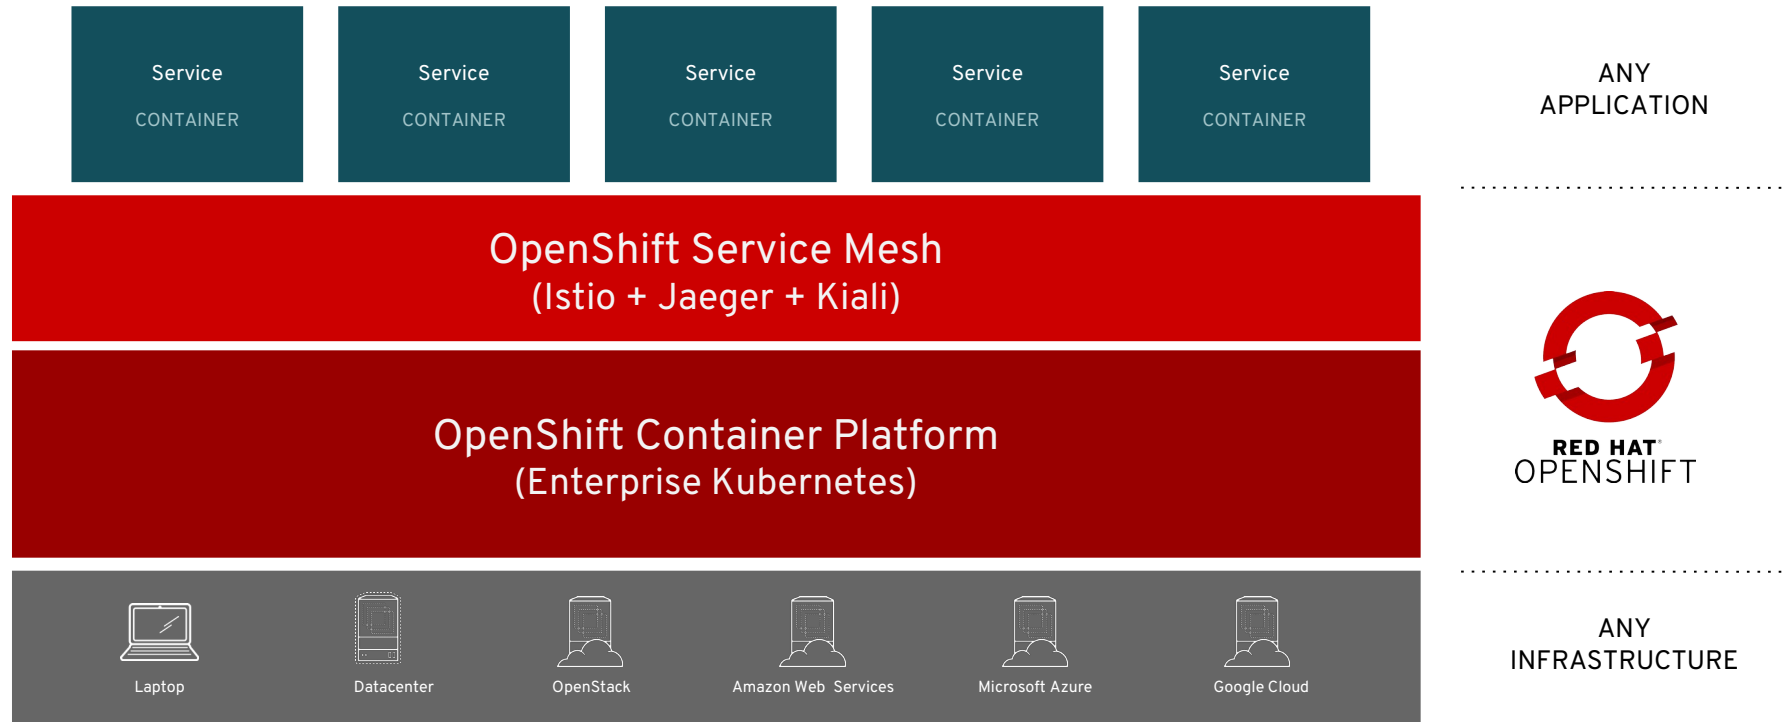 Service
CONTAINER
Service
CONTAINER
Service
CONTAINER
Service
CONTAINER
Service
CONTAINER
ANY
APPLICATION
OpenShift Service Mesh
(Istio + Jaeger + Kiali)
OpenShift Container Platform
(Enterprise Kubernetes)
RED HAT®
OPENSHIFT
Laptop
Datacenter
OpenStack
Amazon Web Services
Microsoft Azure
Google Cloud
ANY
INFRASTRUCTURE